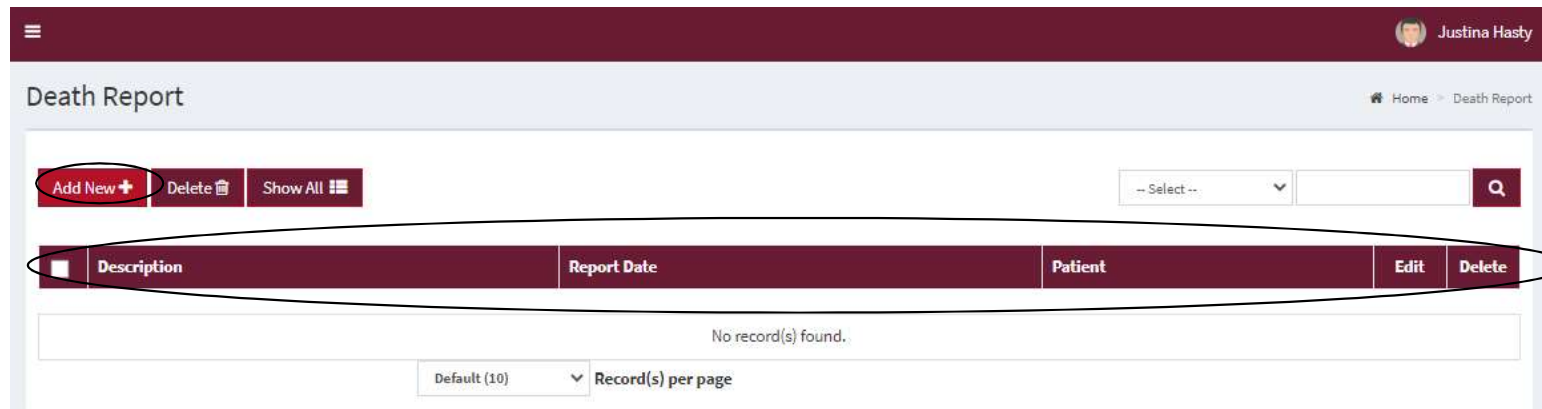 Justina Hasty
Death Report
Home > Death Report
Add New Delete Show All -- Select --
Description Report Date Patient Edit Delete
No record(s) found.
Default (10) Record(s) per page